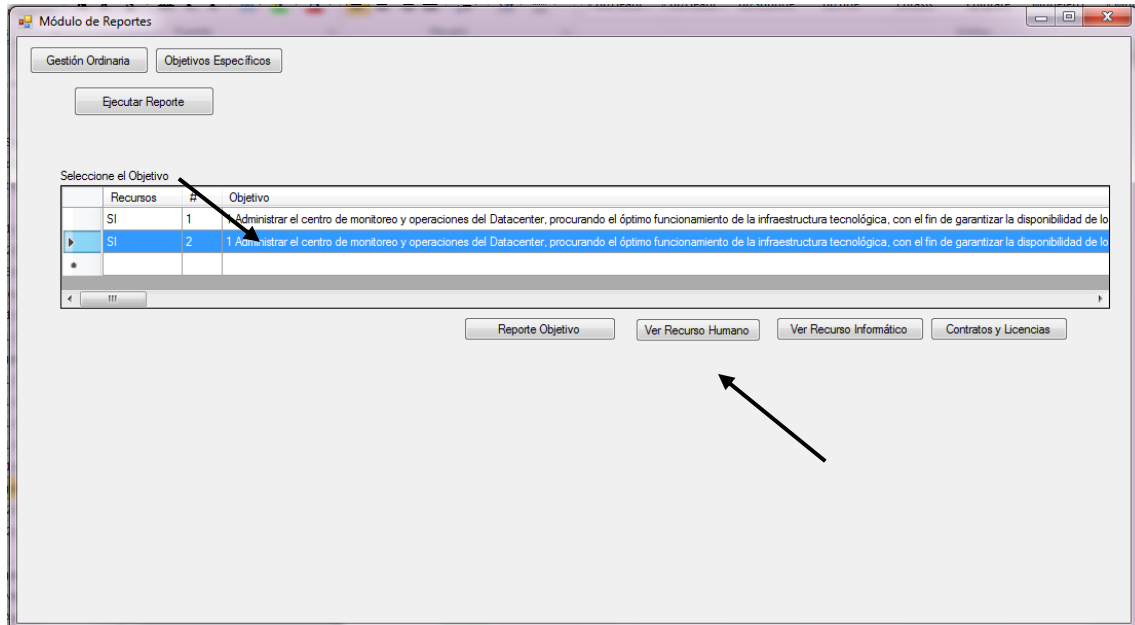 Módulo de Reportes
Gestión Ordinaria Objetivos Específicos
Ejecutar Reporte
Seleccione el Objetivo
Recursos # Objetivo
SI 1 1 Administrar el centro de monitoreo y operaciones del Datacenter, procurando el óptimo funcionamiento de la infraestructura tecnológica, con el fin de garantizar la disponibilidad de lo
SI 2 1 Administrar el centro de monitoreo y operaciones del Datacenter, procurando el óptimo funcionamiento de la infraestructura tecnológica, con el fin de garantizar la disponibilidad de lo
Reporte Objetivo Ver Recurso Humano Ver Recurso Informático Contratos y Licencias